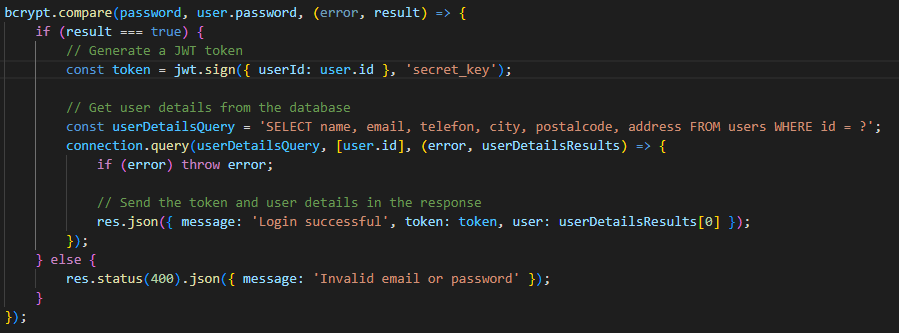 bcrypt.compare(password, user.password, (error, result) => {
    if (result === true) {
        // Generate a JWT token
        const token = jwt.sign({ userId: user.id }, 'secret_key');

        // Get user details from the database
        const userDetailsQuery = 'SELECT name, email, telefon, city, postalcode, address FROM users WHERE id = ?';
        connection.query(userDetailsQuery, [user.id], (error, userDetailsResults) => {
            if (error) throw error;

            // Send the token and user details in the response
            res.json({ message: 'Login successful', token: token, user: userDetailsResults[0] });
        });
    } else {
        res.status(400).json({ message: 'Invalid email or password' });
    }
});